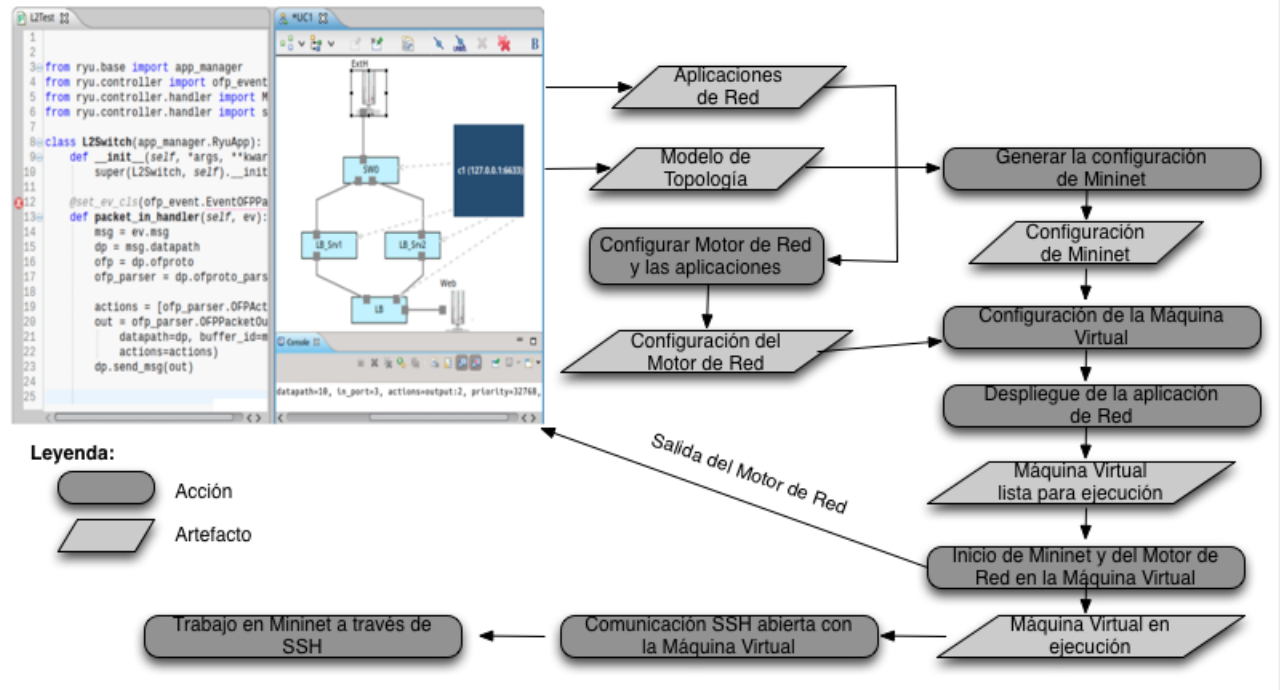 L2Test
*UC1
1
2
3 from ryu.base import app_manager
4 from ryu.controller import ofp_event
5 from ryu.controller.handler import M
6 from ryu.controller.handler import s
7
8 class L2Switch(app_manager.RyuApp):
9 def __init__(self, *args, **kwar
10 super(L2Switch, self).__init
11
12 @set_ev_cls(ofp_event.EventOFPPa
13 def packet_in_handler(self, ev):
14 msg = ev.msg
15 dp = msg.datapath
16 ofp = dp.ofproto
17 ofp_parser = dp.ofproto_pars
18
19 actions = [ofp_parser.OFPAct
20 out = ofp_parser.OFPPacketOu
21 datapath=dp, buffer_id=m
22 actions=actions)
23 dp.send_msg(out)
24
25
B
ExtH
SW0
c1 (127.0.0.1:6633)
LB_Srv1
LB_Srv2
Web
LB
Console
datapath=10, in_port=3, actions=output:2, priority=32768,
Aplicaciones
de Red
Modelo de
Topología
Generar la configuración
de Mininet
Configurar Motor de Red
y las aplicaciones
Configuración
de Mininet
Configuración del
Motor de Red
Configuración de la Máquina
Virtual
Despliegue de la aplicación
de Red
Máquina Virtual
lista para ejecución
Salida del Motor de Red
Inicio de Mininet y del Motor de
Red en la Máquina Virtual
Máquina Virtual en
ejecución
Comunicación SSH abierta con
la Máquina Virtual
Trabajo en Mininet a través de
SSH
Leyenda:
Acción
Artefacto